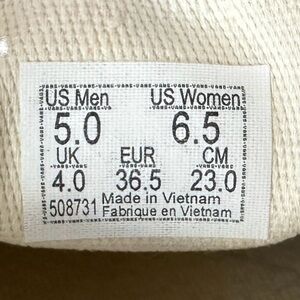 US Men US Women
5.0 6.5
UK EUR CM
4.0 36.5 23.0
508731 Made in Vietnam
Fabrique en Vietnam